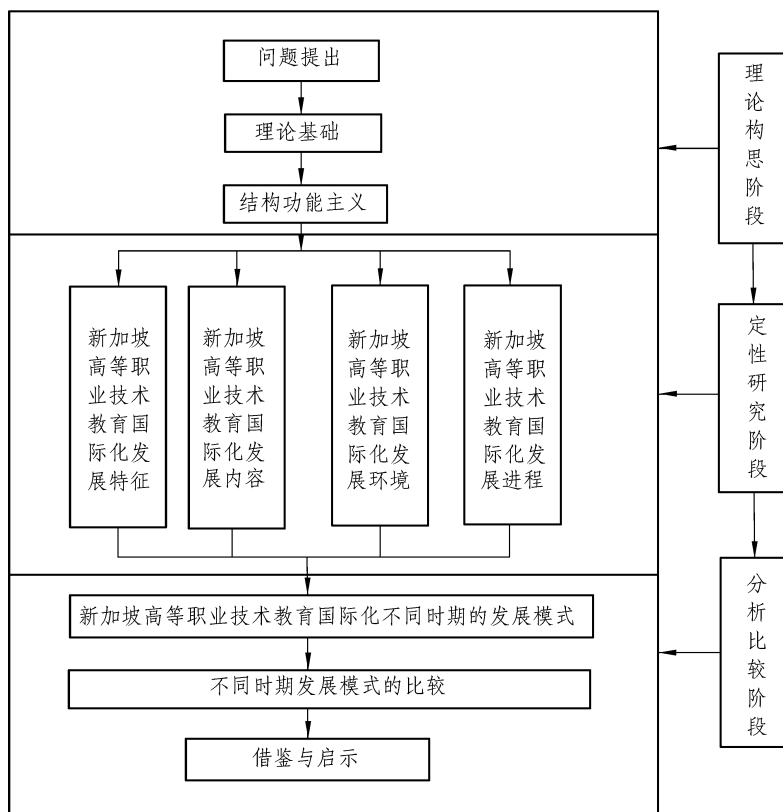 问题提出
理论基础
结构功能主义
新加坡
高等职
业技术
教育国
际化发
展特征
新加坡
高等职
业技术
教育国
际化发
展内容
新加坡
高等职
业技术
教育国
际化发
展环境
新加坡
高等职
业技术
教育国
际化发
展进程
新加坡高等职业技术教育国际化不同时期的发展模式
不同时期发展模式的比较
借鉴与启示
理论构思阶段
定性研究阶段
分析比较阶段